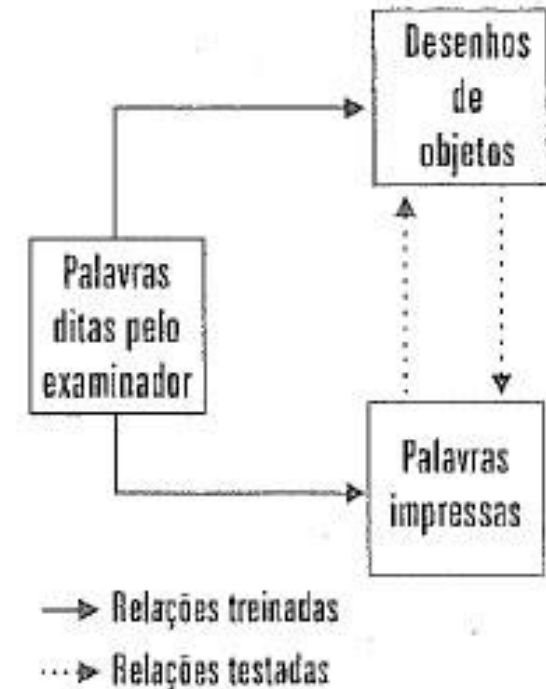 Desenhos
de
objetos
Palavras
ditas pelo
examinador
Palavras
impressas
Relações treinadas
Relações testadas